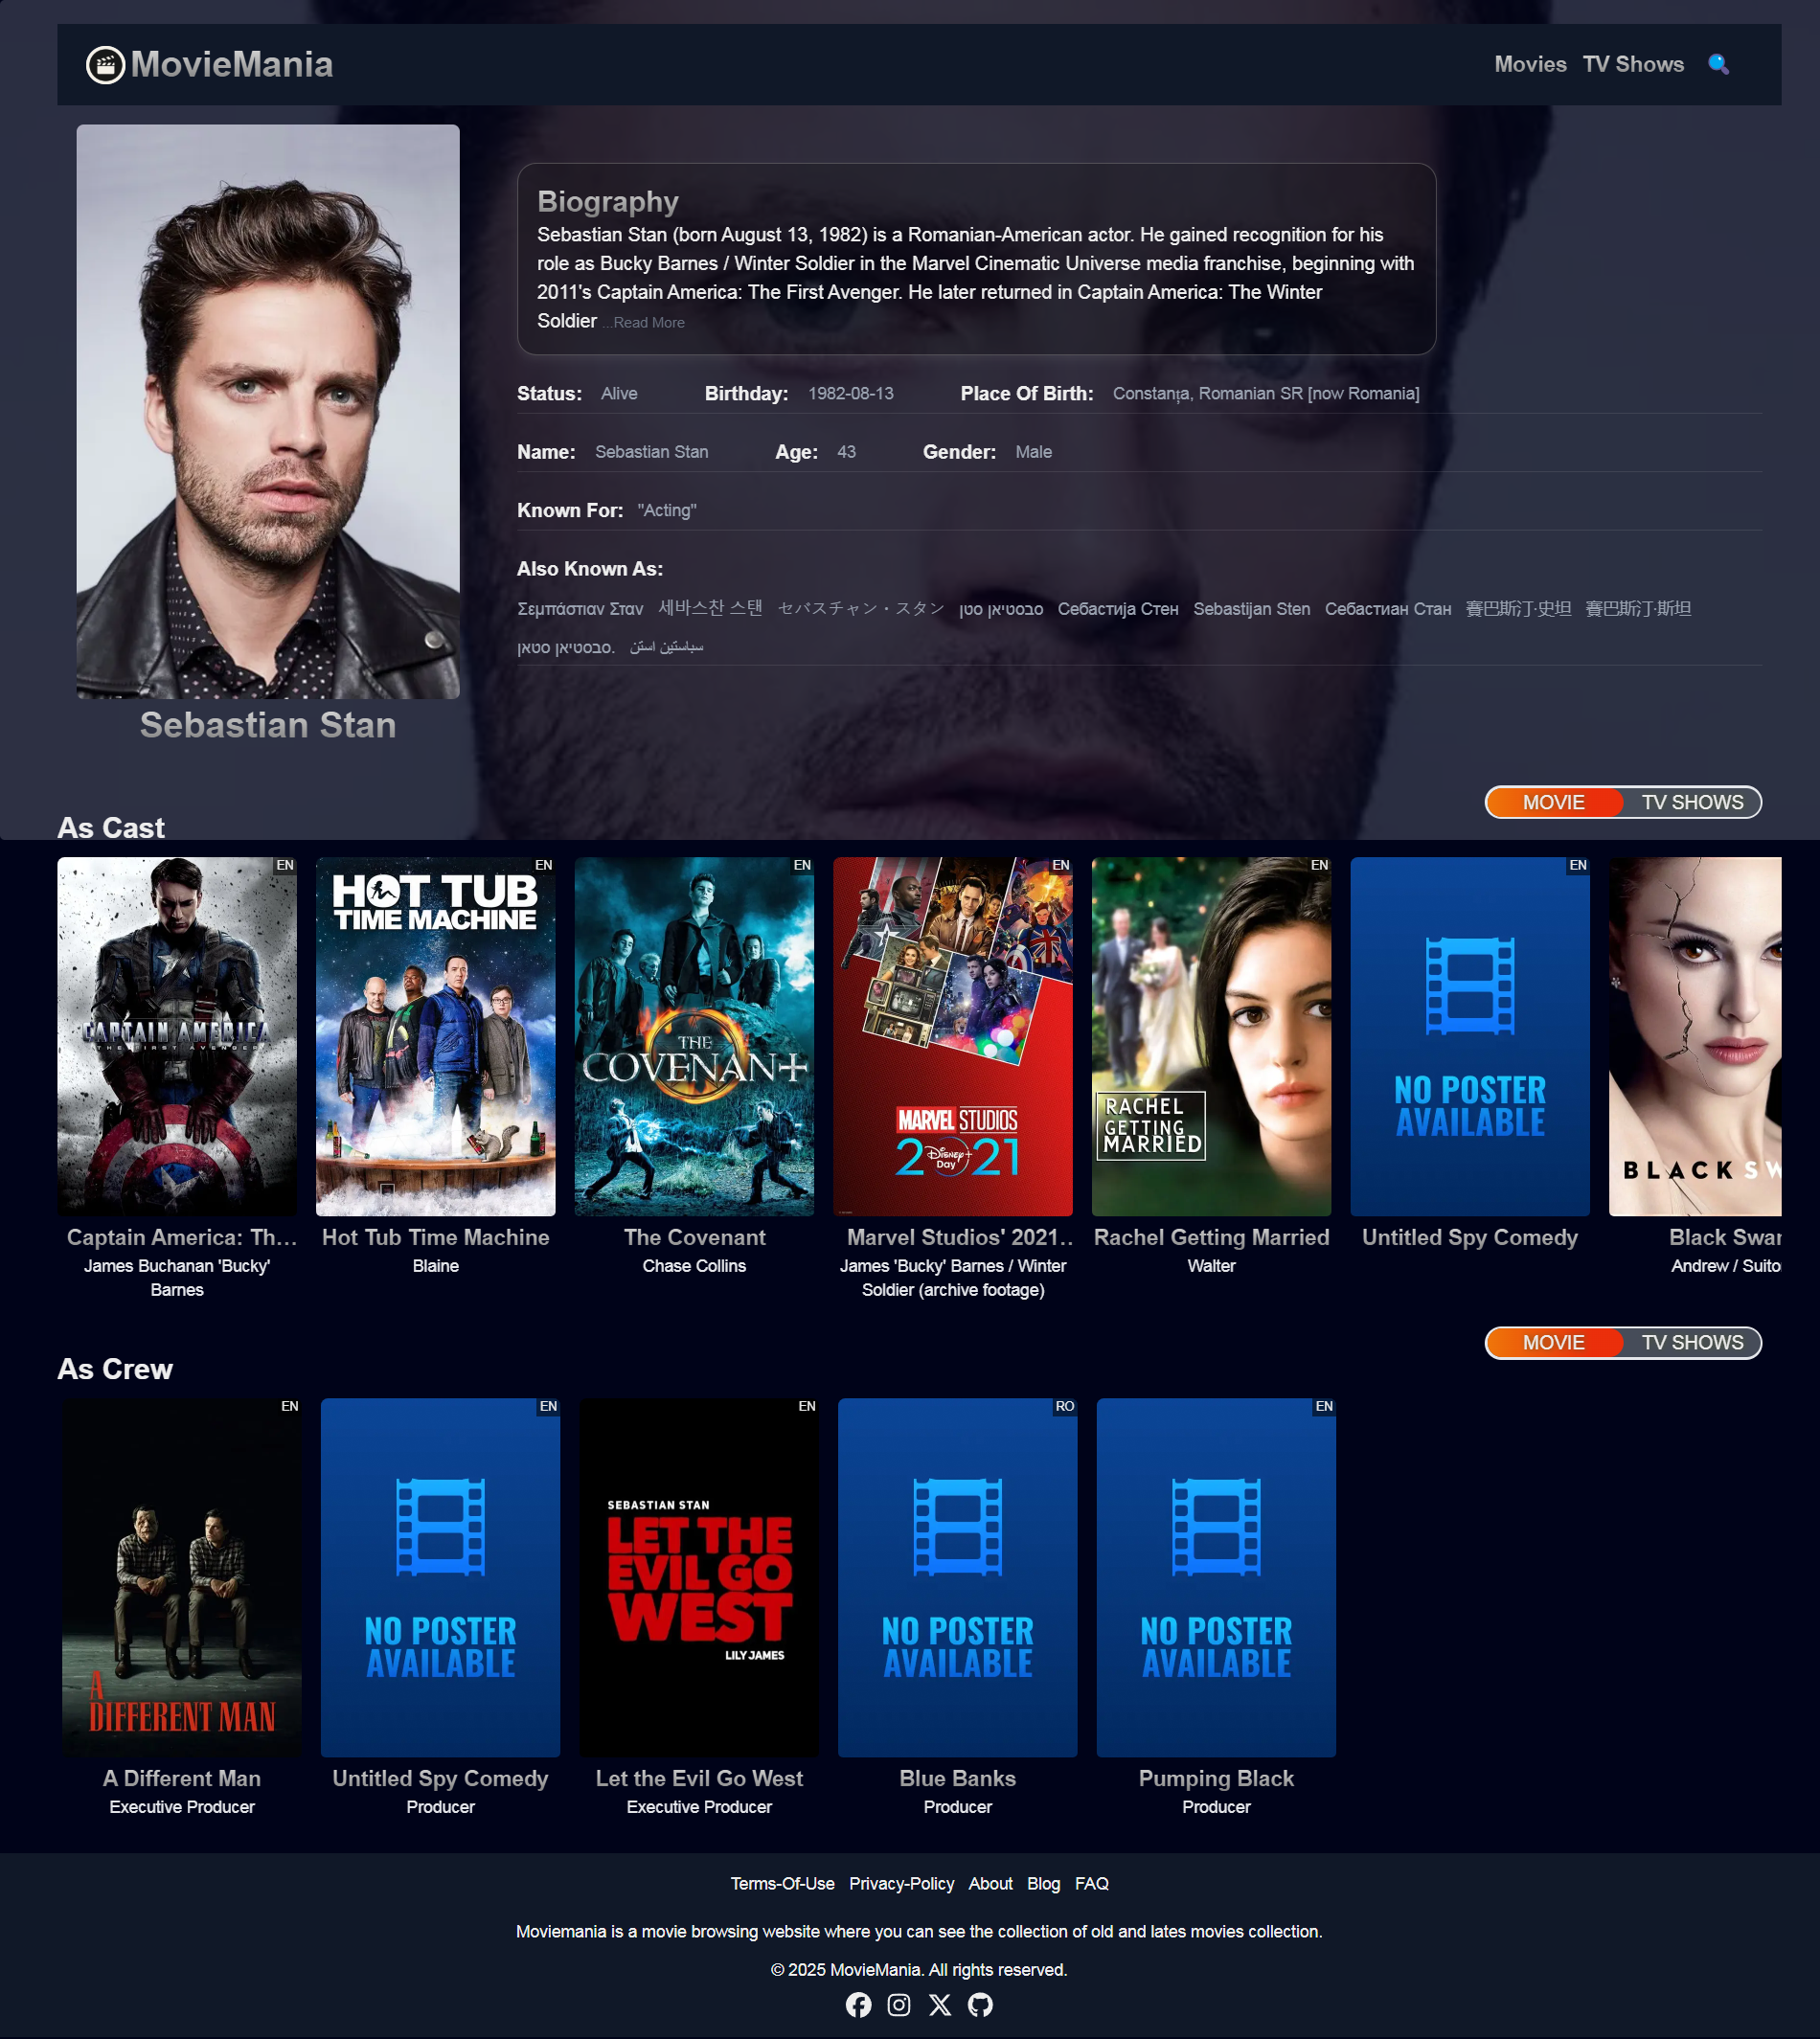 MovieMania
Movies TV Shows
Biography
Sebastian Stan (born August 13, 1982) is a Romanian-American actor. He gained recognition for his
role as Bucky Barnes / Winter Soldier in the Marvel Cinematic Universe media franchise, beginning with
2011's Captain America: The First Avenger. He later returned in Captain America: The Winter
Soldier ...Read More
Status: Alive Birthday: 1982-08-13 Place Of Birth: Constanța, Romanian SR [now Romania]
Name: Sebastian Stan Age: 43 Gender: Male
Known For: "Acting"
Also Known As:
Σεμπάστιαν Σταν 세바스찬 스탠 セバスチャン・スタン סבסטיאן סטן Себастија Стен Sebastijan Sten Себастиан Стан 賽巴斯汀·史坦 賽巴斯汀·斯坦
סבסטיאן סטאן. سباستین استن
Sebastian Stan
MOVIE TV SHOWS
As Cast
EN EN EN EN EN EN
CAPTAIN AMERICA
THE FIRST AVENGER
HOT TUB
TIME MACHINE
THE
COVENANT
MARVEL STUDIOS
2021
Disney+
Day
RACHEL
GETTING
MARRIED
NO POSTER
AVAILABLE
BLACK SW
Captain America: Th... Hot Tub Time Machine The Covenant Marvel Studios' 2021.. Rachel Getting Married Untitled Spy Comedy Black Swan
James Buchanan 'Bucky' Blaine Chase Collins James 'Bucky' Barnes / Winter Walter Andrew / Suito
Barnes Soldier (archive footage)
MOVIE TV SHOWS
As Crew
EN EN EN RO EN
A
DIFFERENT MAN
NO POSTER
AVAILABLE
SEBASTIAN STAN
LET THE
EVIL GO
WEST
LILY JAMES
NO POSTER
AVAILABLE
NO POSTER
AVAILABLE
A Different Man Untitled Spy Comedy Let the Evil Go West Blue Banks Pumping Black
Executive Producer Producer Executive Producer Producer Producer
Terms-Of-Use Privacy-Policy About Blog FAQ
Moviemania is a movie browsing website where you can see the collection of old and lates movies collection.
© 2025 MovieMania. All rights reserved.